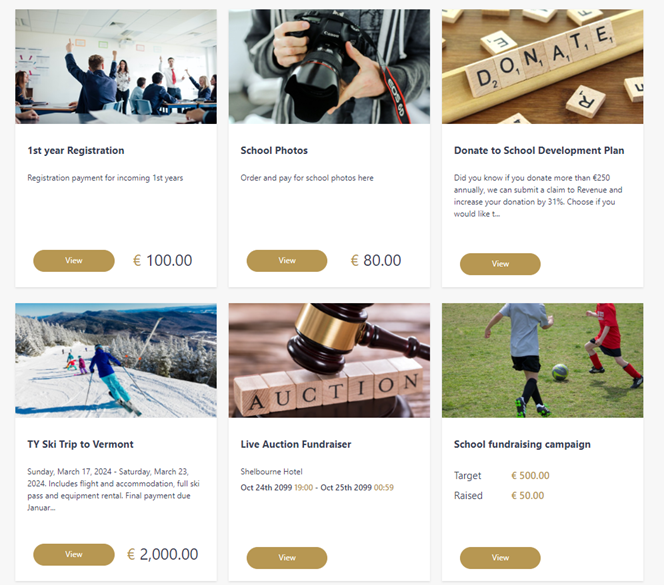 Canon
EOS 6D
DONATE
1st year Registration
Registration payment for incoming 1st years
View
€ 100.00
School Photos
Order and pay for school photos here
View
€ 80.00
Donate to School Development Plan
Did you know if you donate more than €250
annually, we can submit a claim to Revenue and
increase your donation by 31%. Choose if you
would like t...
View
AUCTION
TY Ski Trip to Vermont
Sunday, March 17, 2024 - Saturday, March 23,
2024. Includes flight and accommodation, full ski
pass and equipment rental. Final payment due
Januar...
View
€ 2,000.00
Live Auction Fundraiser
Shelbourne Hotel
Oct 24th 2099 19:00 - Oct 25th 2099 00:59
View
School fundraising campaign
Target € 500.00
Raised € 50.00
View